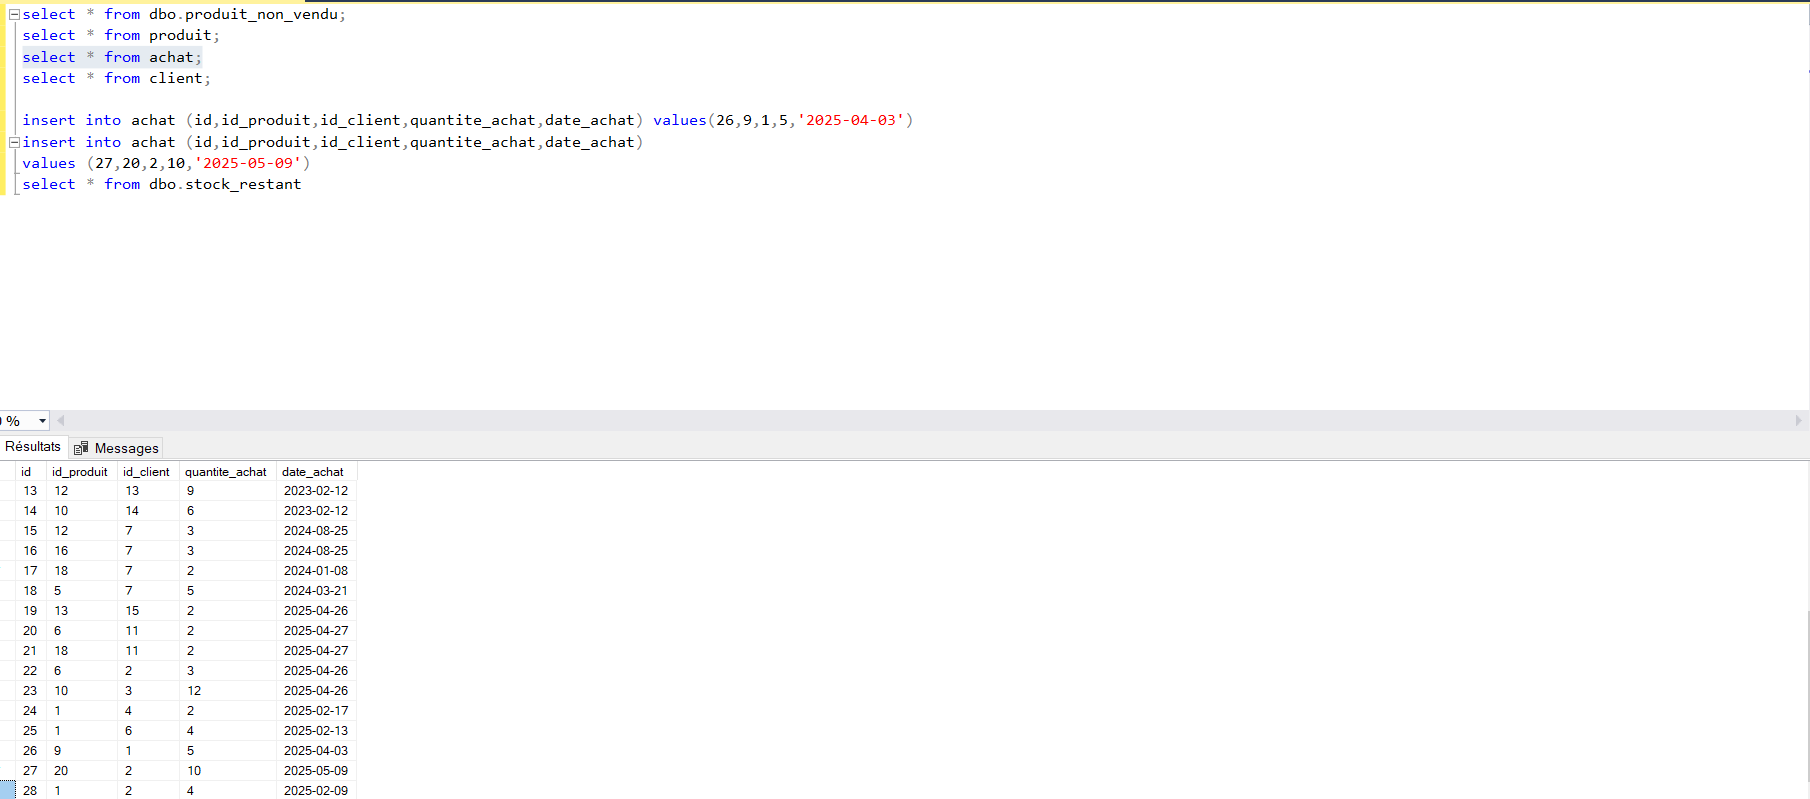 select * from dbo.produit_non_vendu;
select * from produit;
select * from achat;
select * from client;
insert into achat (id,id_produit,id_client,quantite_achat,date_achat) values(26,9,1,5,'2025-04-03')
insert into achat (id,id_produit,id_client,quantite_achat,date_achat)
values (27,20,2,10,'2025-05-09')
select * from dbo.stock_restant
%
Résultats Messages
id id_produit id_client quantite_achat date_achat
13 12 13 9 2023-02-12
14 10 14 6 2023-02-12
15 12 7 3 2024-08-25
16 16 7 3 2024-08-25
17 18 7 2 2024-01-08
18 5 7 5 2024-03-21
19 13 15 2 2025-04-26
20 6 11 2 2025-04-27
21 18 11 2 2025-04-27
22 6 2 3 2025-04-26
23 10 3 12 2025-04-26
24 1 4 2 2025-02-17
25 1 6 4 2025-02-13
26 9 1 5 2025-04-03
27 20 2 10 2025-05-09
28 1 2 4 2025-02-09